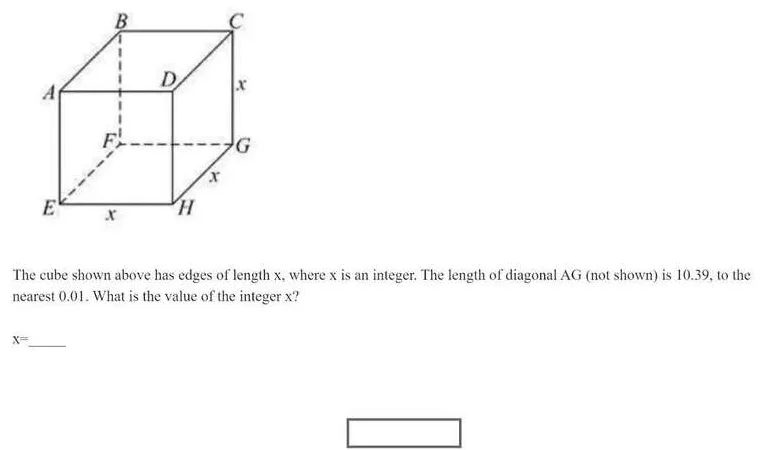 B
C
A
D
x
F
G
x
E
x
H
The cube shown above has edges of length x, where x is an integer. The length of diagonal AG (not shown) is 10.39, to the
nearest 0.01. What is the value of the integer x?
x=_____